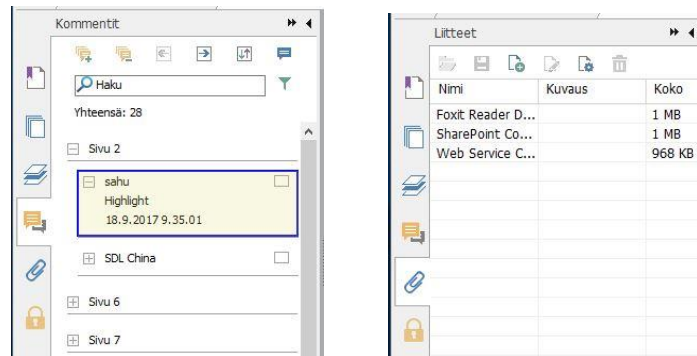 Kommentit
Haku
Yhteensä: 28
Sivu 2
sahu
Highlight
18.9.2017 9.35.01
SDL China
Sivu 6
Sivu 7
Liitteet
Nimi Kuvaus Koko
Foxit Reader D... 1 MB
SharePoint Co... 1 MB
Web Service C... 968 KB